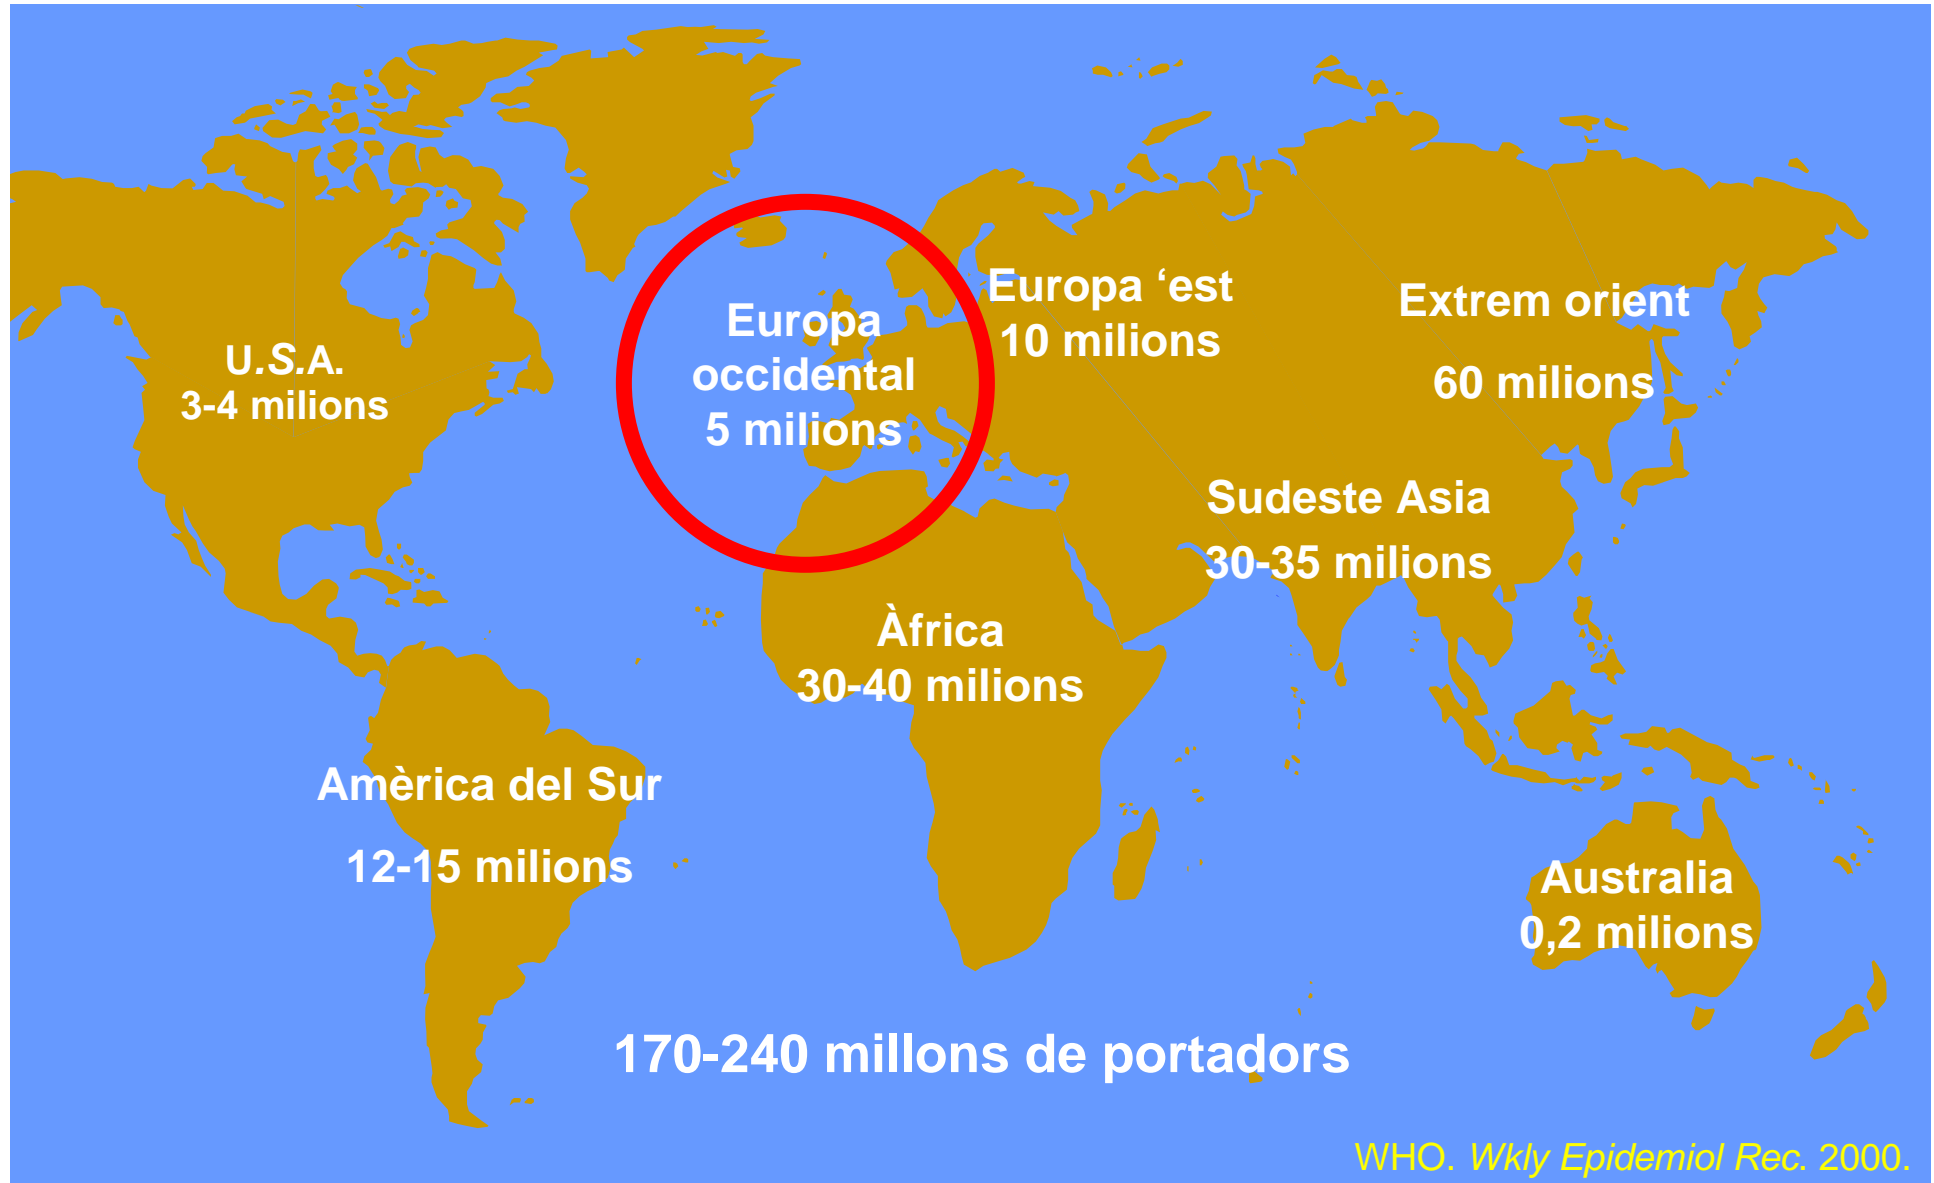 Europa 'est
10 milions
Extrem orient
60 milions
Europa
occidental
5 milions
U.S.A.
3-4 milions
Sudeste Asia
30-35 milions
Àfrica
30-40 milions
Amèrica del Sur
12-15 milions
Australia
0,2 milions
170-240 millons de portadors
WHO. Wkly Epidemiol Rec. 2000.